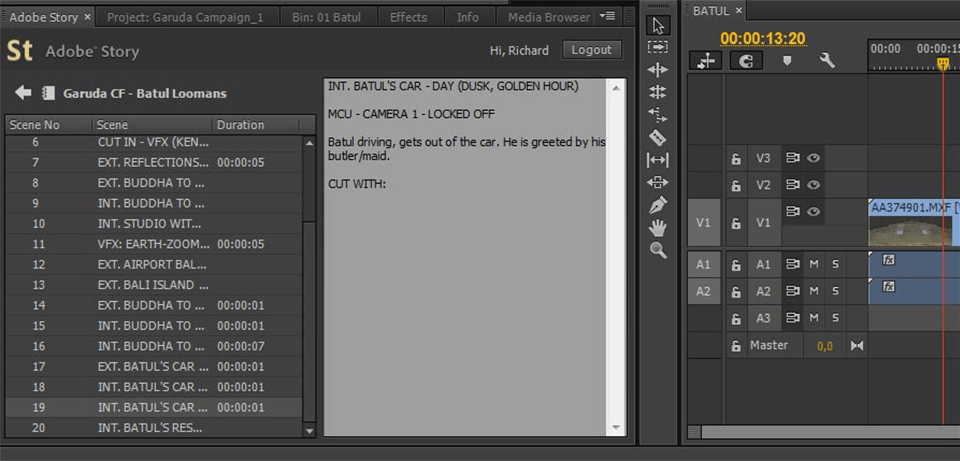 Adobe Story × Project: Garuda Campaign_1 Bin: 01 Batul Effects Info Media Browser
St Adobe® Story Hi, Richard Logout
Garuda CF - Batul Loomans
Scene No Scene Duration
6 CUT IN - VFX (KEN...
7 EXT. REFLECTIONS... 00:00:05
8 EXT. BUDDHA TO ...
9 INT. BUDDHA TO ...
10 INT. STUDIO WIT...
11 VFX: EARTH-ZOOM... 00:00:05
12 EXT. AIRPORT BAL...
13 EXT. BALI ISLAND ...
14 EXT. BUDDHA TO ... 00:00:01
15 INT. BUDDHA TO ... 00:00:01
16 INT. BUDDHA TO ... 00:00:07
17 EXT. BATUL'S CAR ... 00:00:01
18 INT. BATUL'S CAR ... 00:00:01
19 INT. BATUL'S CAR ... 00:00:01
20 INT. BATUL'S RES...
INT. BATUL'S CAR - DAY (DUSK, GOLDEN HOUR)
MCU - CAMERA 1 - LOCKED OFF
Batul driving, gets out of the car. He is greeted by his
butler/maid.
CUT WITH:
BATUL ×
00:00:13:20
00:00 00:00:15
V3
V2
AA374901.MXF [
V1 V1
A1 A1 M S fx
A2 A2 M S fx
A3 M S
Master 0,0